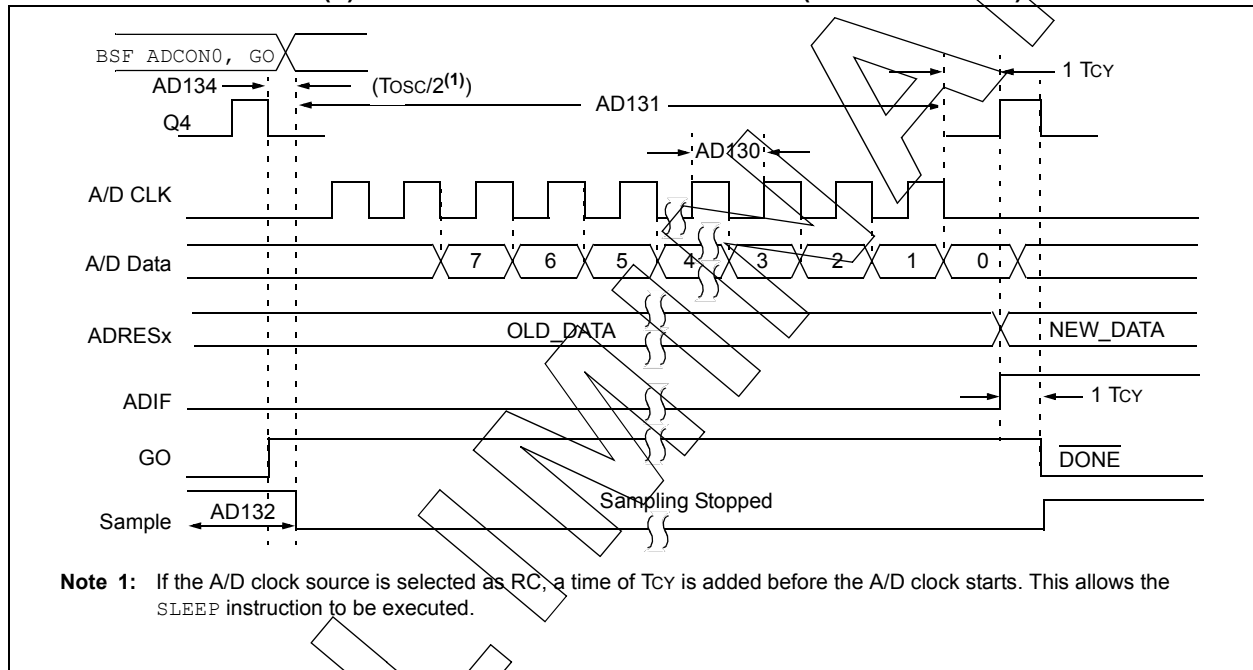 BSF ADCON0, GO
AD134
(TOSC/2(1))
AD131
1 TCY
Q4
AD130
A/D CLK
A/D Data
7 6 5 4 3 2 1 0
ADRESx
OLD_DATA
NEW_DATA
ADIF
1 TCY
GO
DONE
Sample
AD132
Sampling Stopped
Note 1: If the A/D clock source is selected as RC, a time of TCY is added before the A/D clock starts. This allows the
SLEEP instruction to be executed.